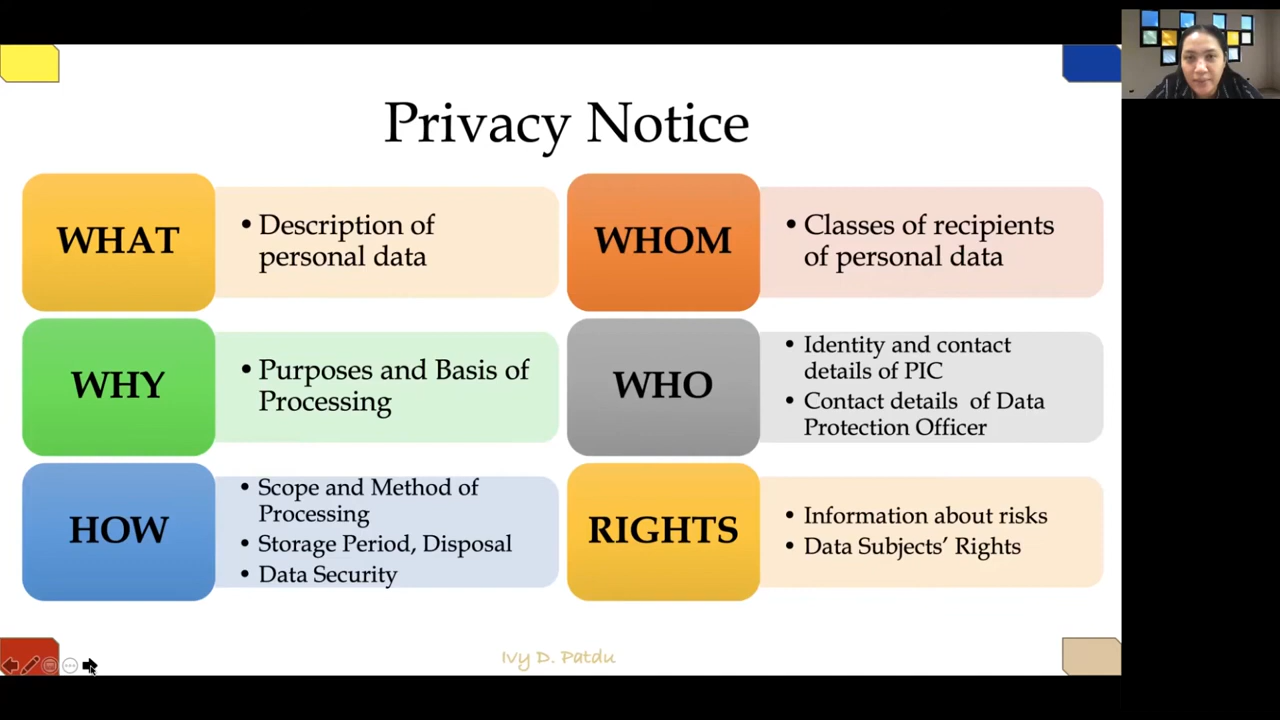 Privacy Notice
WHAT
• Description of
personal data
WHOM
• Classes of recipients
of personal data
WHY
• Purposes and Basis of
Processing
WHO
• Identity and contact
details of PIC
• Contact details of Data
Protection Officer
HOW
• Scope and Method of
Processing
• Storage Period, Disposal
• Data Security
RIGHTS
• Information about risks
• Data Subjects’ Rights
Ivy D. Patdu